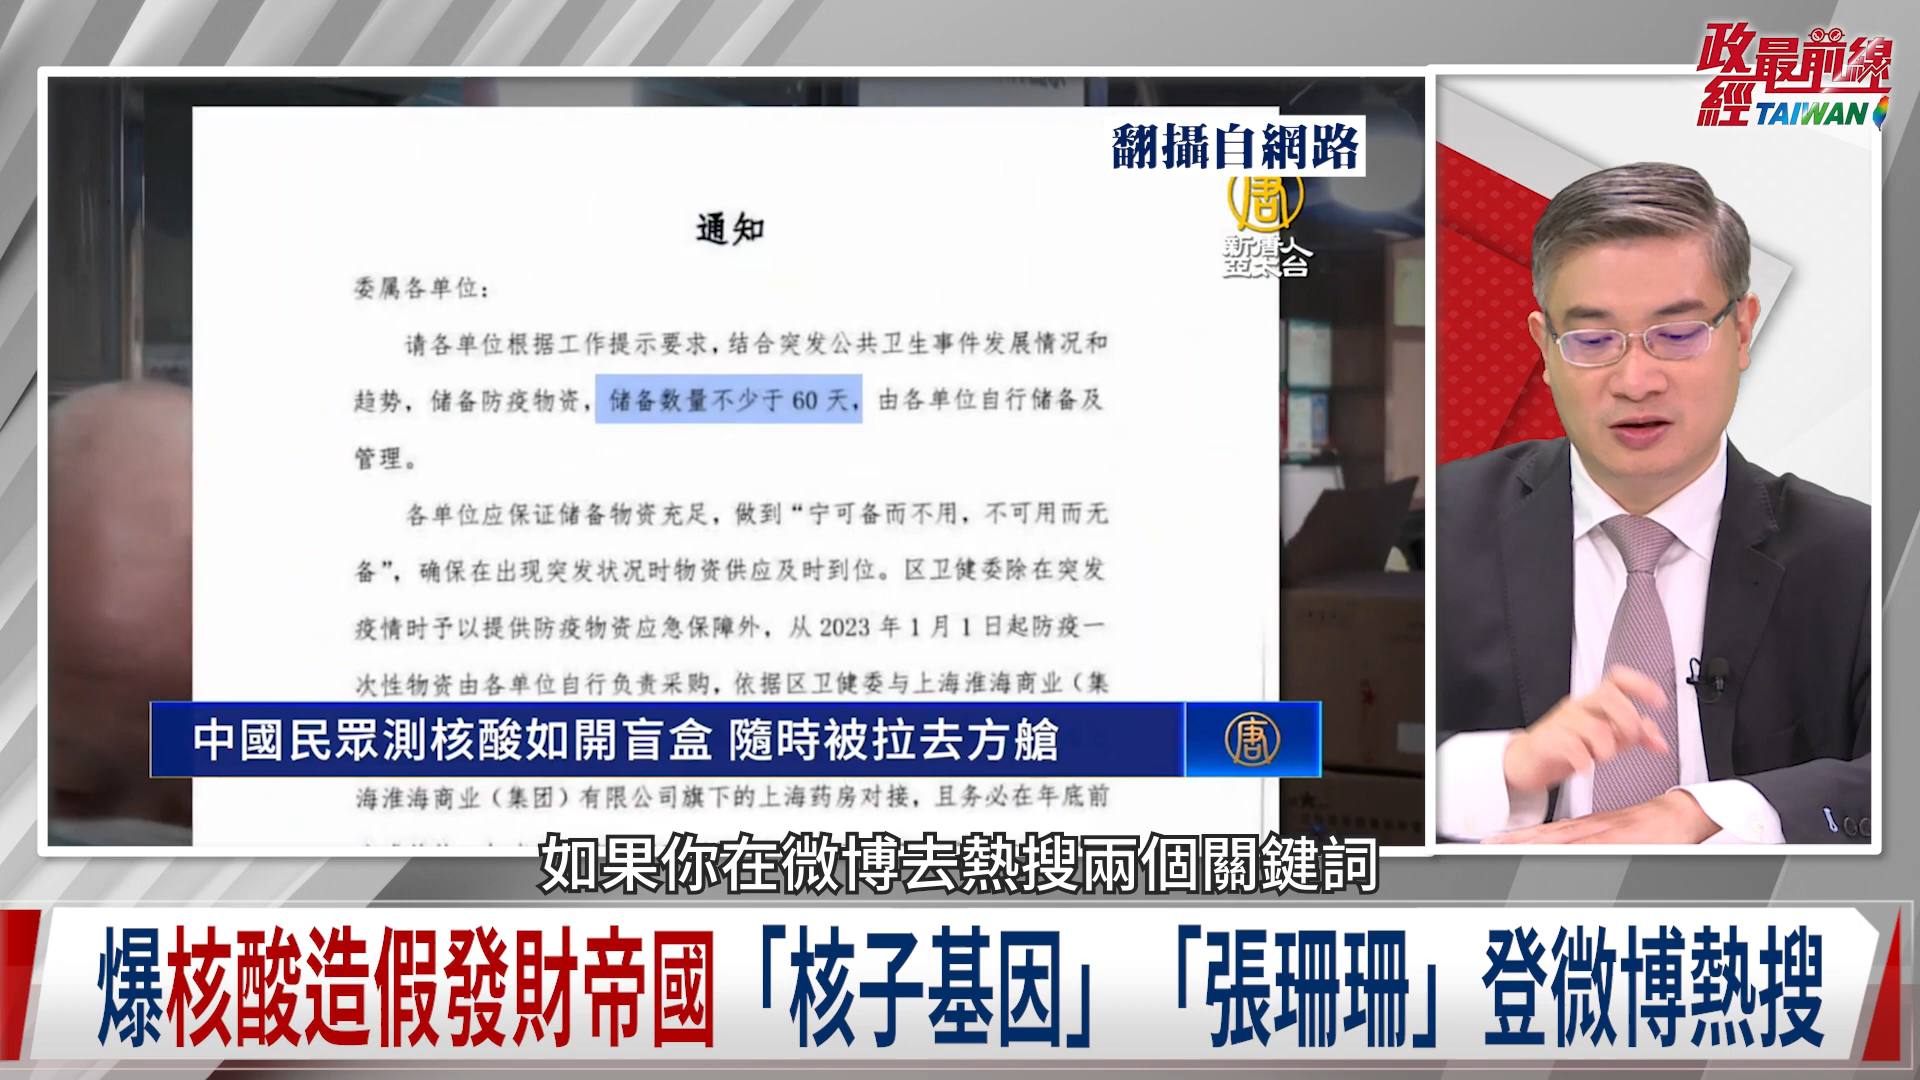 政經最前線
TAIWAN
翻攝自網路
唐
新唐人
亞太台
通知
委属各单位：
请各单位根据工作提示要求，结合突发公共卫生事件发展情况和
趋势，储备防疫物资，储备数量不少于 60 天，由各单位自行储备及
管理。
各单位应保证储备物资充足，做到“宁可备而不用，不可用而无
备”，确保在出现突发状况时物资供应及时到位。区卫健委除在突发
疫情时予以提供防疫物资应急保障外，从 2023 年 1 月 1 日起防疫一
次性物资由各单位自行负责采购，依据区卫健委与上海淮海商业（集
中國民眾測核酸如開盲盒 隨時被拉去方艙
唐
海淮海商业（集团）有限公司旗下的上海药房对接，且务必在年底前
如果你在微博去熱搜兩個關鍵詞
爆核酸造假發財帝國「核子基因」「張珊珊」登微博熱搜